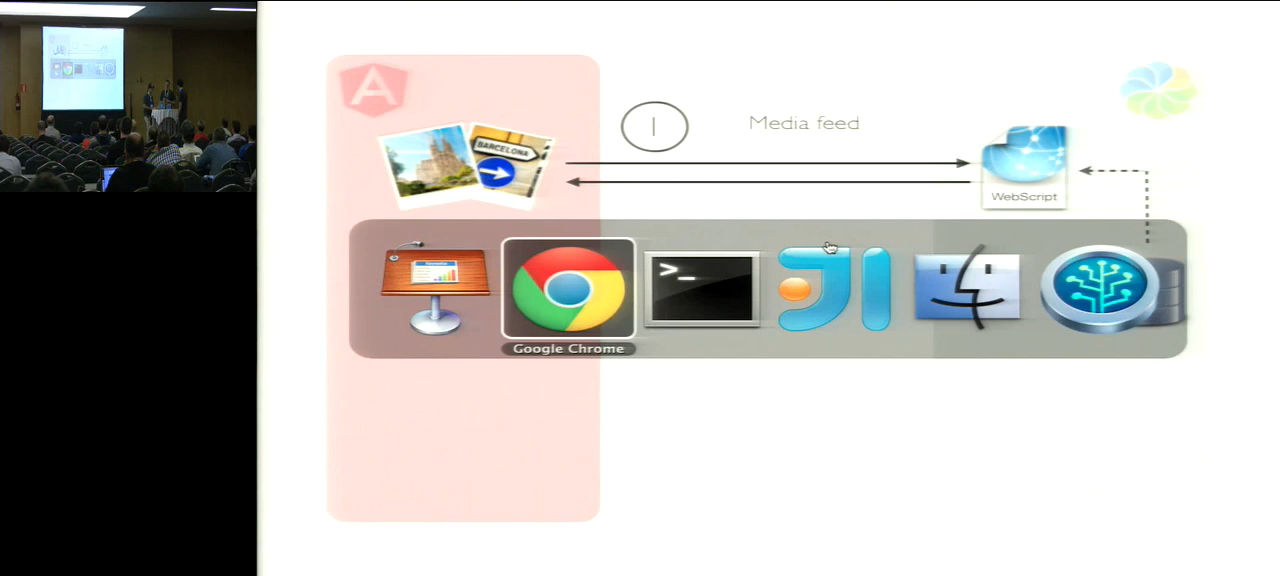 A
BARCELONA
1
Media feed
WebScript
>_
Google Chrome